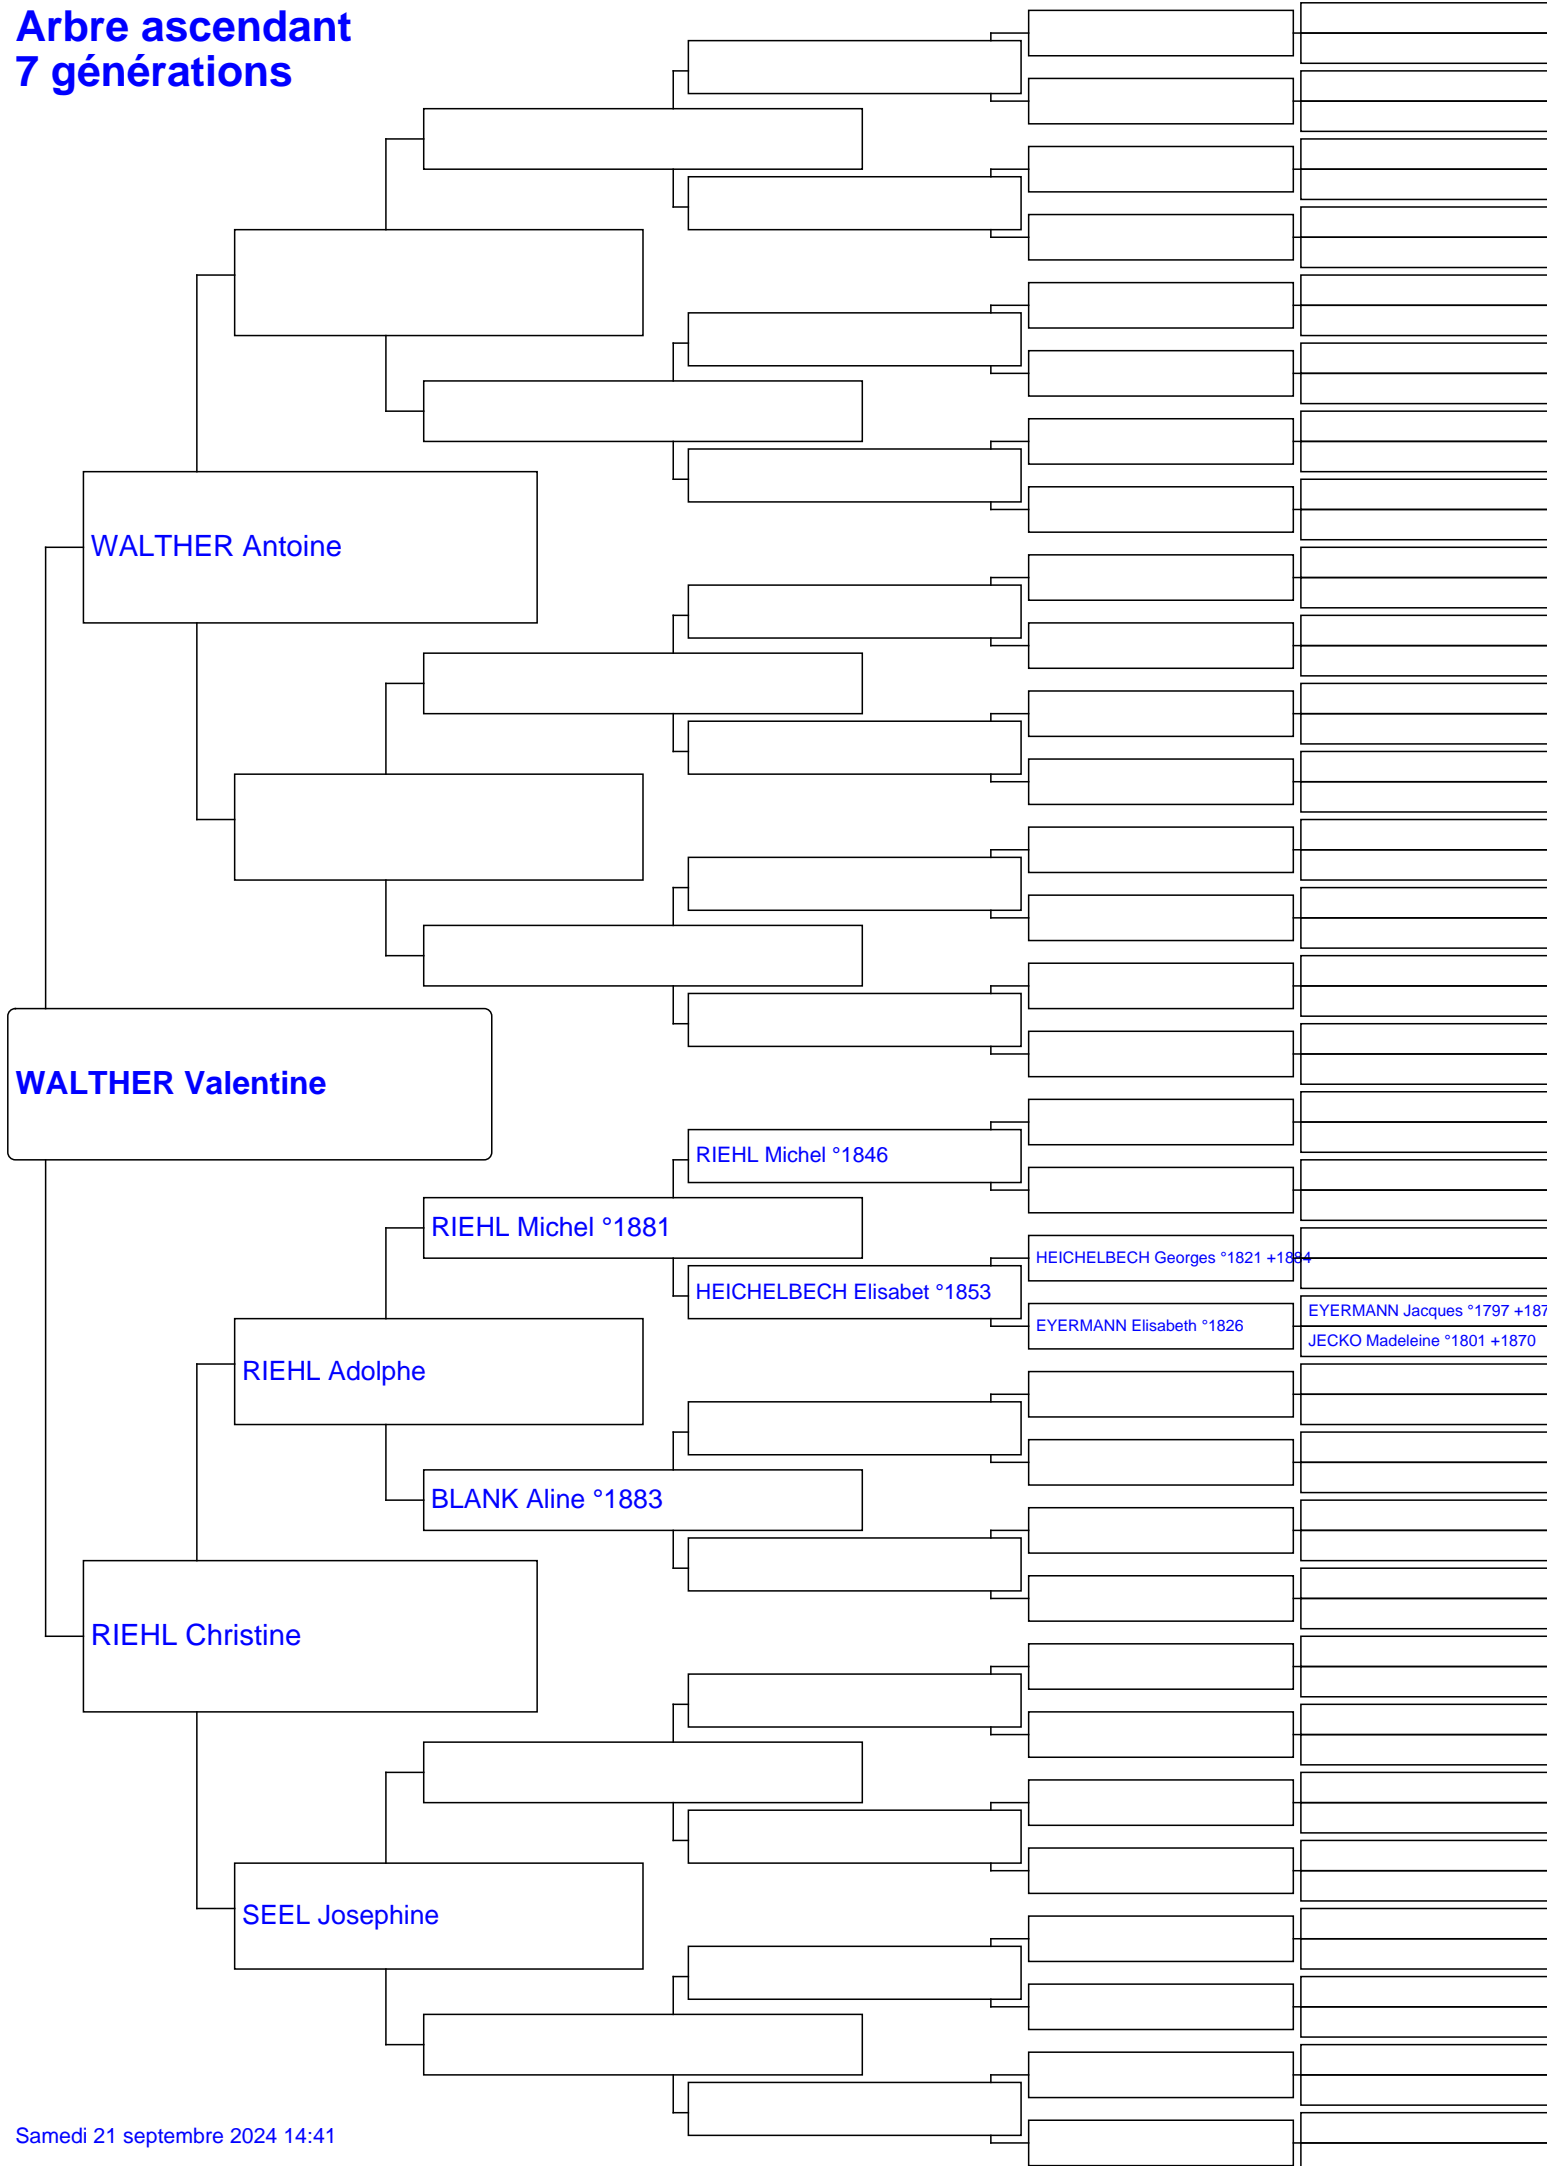 Arbre ascendant
7 générations
WALTHER Antoine
WALTHER Valentine
RIEHL Michel °1846
RIEHL Michel °1881
HEICHELBECH Georges °1821 +1884
HEICHELBECH Elisabet °1853
EYERMANN Jacques °1797 +187
EYERMANN Elisabeth °1826
JECKO Madeleine °1801 +1870
RIEHL Adolphe
BLANK Aline °1883
RIEHL Christine
SEEL Josephine
Samedi 21 septembre 2024 14:41